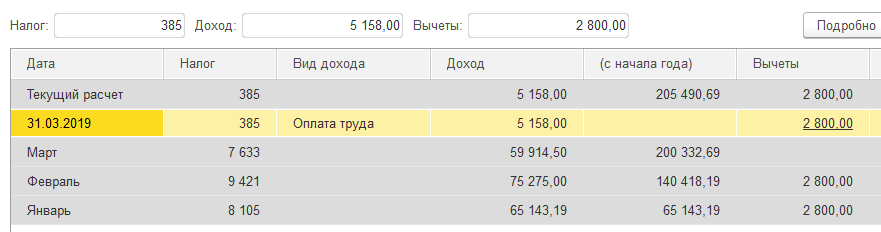 Налог: 385 Доход: 5 158,00 Вычеты: 2 800,00 Подробно
Дата Налог Вид дохода Доход (с начала года) Вычеты
Текущий расчет 385 5 158,00 205 490,69 2 800,00
31.03.2019 385 Оплата труда 5 158,00 2 800,00
Март 7 633 59 914,50 200 332,69
Февраль 9 421 75 275,00 140 418,19 2 800,00
Январь 8 105 65 143,19 65 143,19 2 800,00